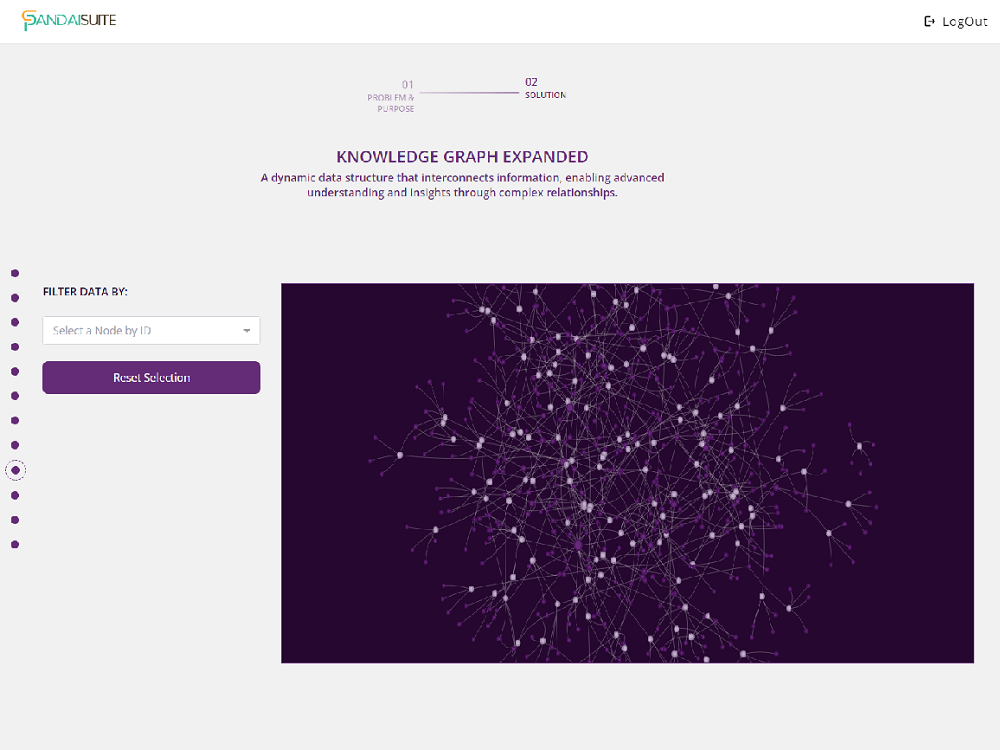 PANDAISUITE
LogOut
01
PROBLEM &
PURPOSE
02
SOLUTION
KNOWLEDGE GRAPH EXPANDED
A dynamic data structure that interconnects information, enabling advanced
understanding and insights through complex relationships.
FILTER DATA BY:
Select a Node by ID
Reset Selection